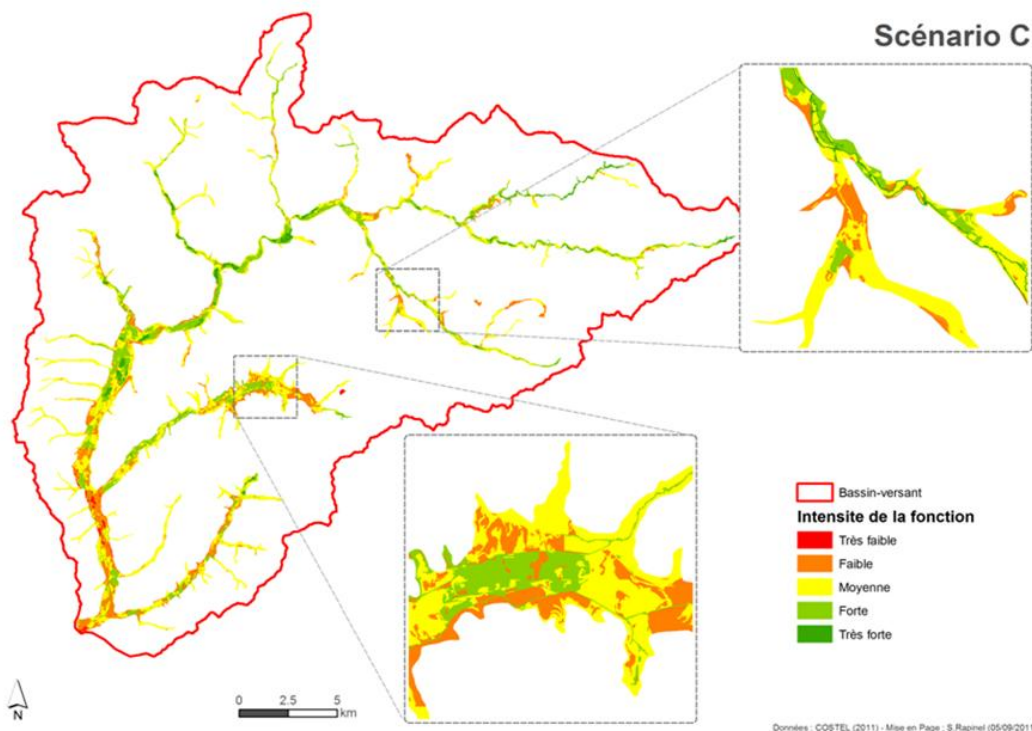 Scénario C
Bassin-versant
Intensite de la fonction
Très faible
Faible
Moyenne
Forte
Très forte
N
0 2.5 5
km
Données : COSTEL (2011) - Mise en Page : S.Rapinel (05/09/2011